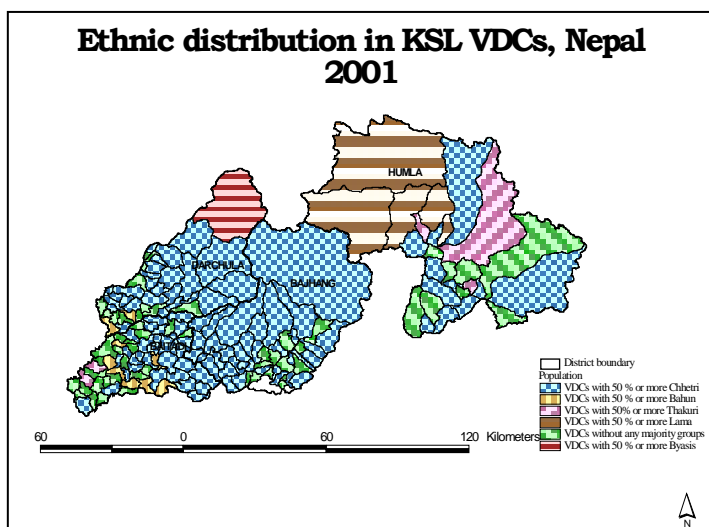 Ethnic distribution in KSL VDCs, Nepal
2001
HUMLA
DARCHULA
BAJHANG
BAITADI
District boundary
Population
VDCs with 50 % or more Chhetri
VDCs with 50 % or more Bahun
VDCs with 50% or more Thakuri
VDCs with 50 % or more Lama
VDCs without any majority groups
VDCs with 50 % or more Byasis
60 0 60 120 Kilometers
N